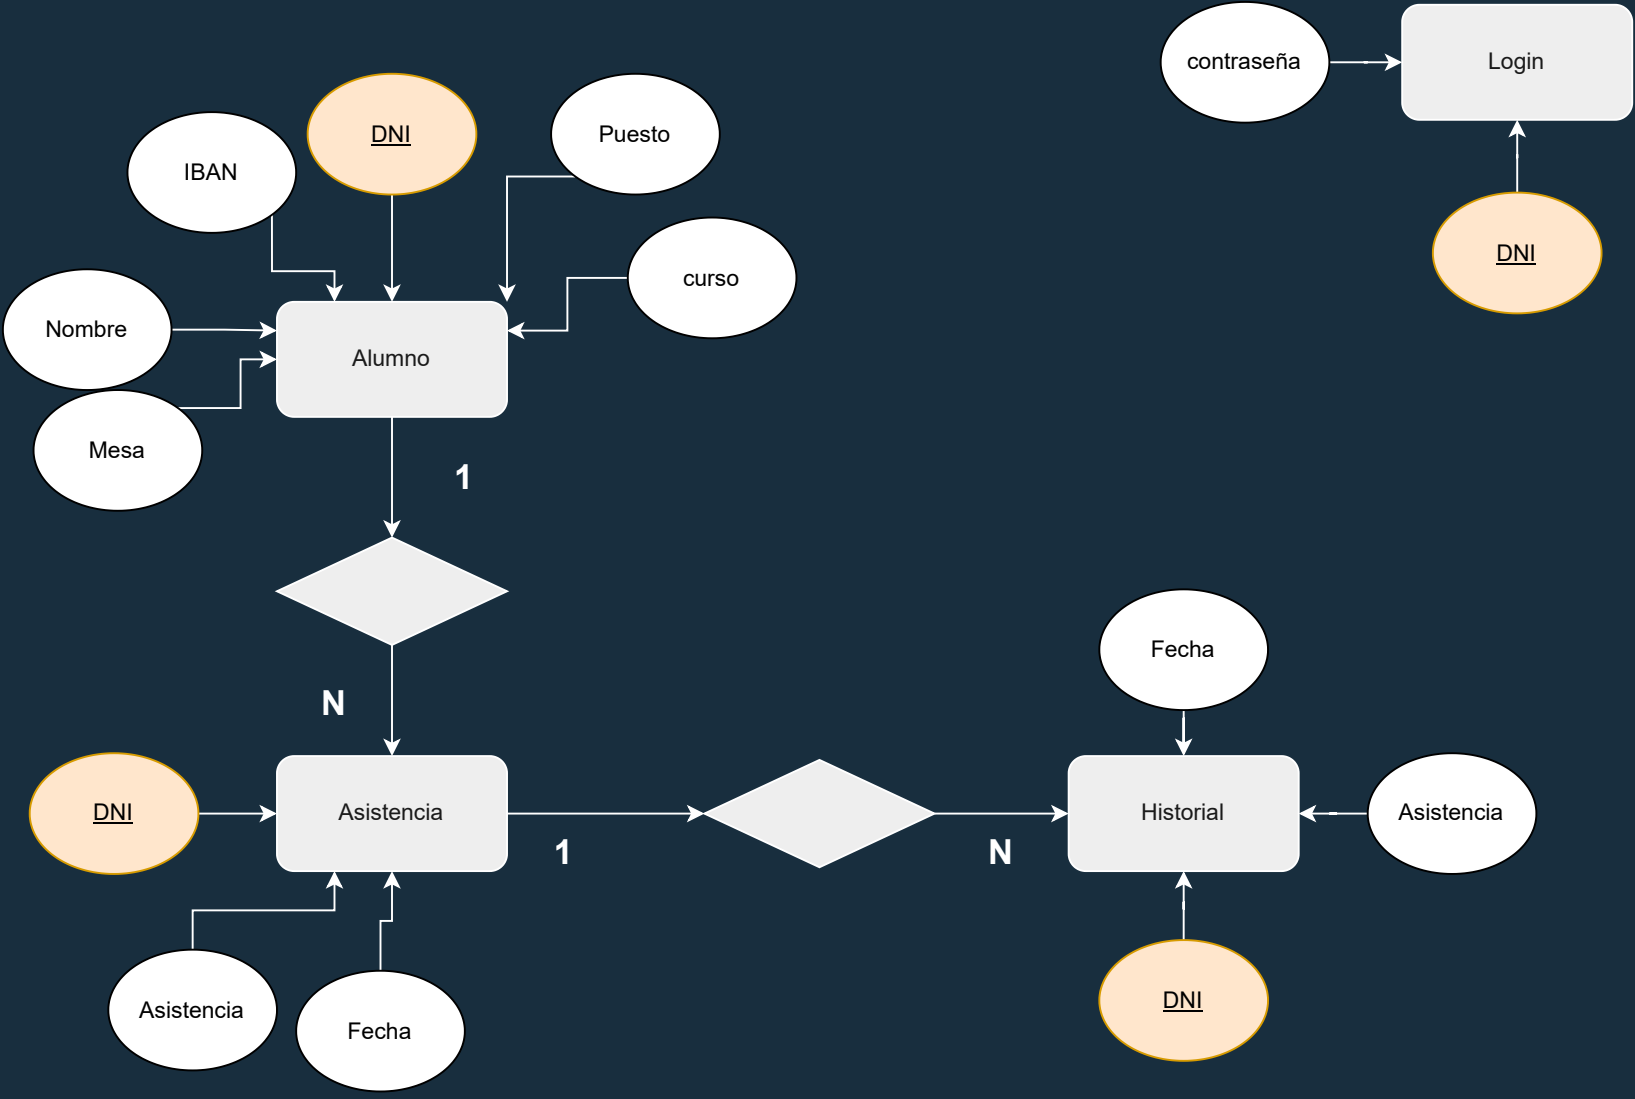 contraseña
Login
DNI
Puesto
IBAN
DNI
curso
Nombre
Alumno
Mesa
1
N
Fecha
DNI
Asistencia
1
N
Historial
Asistencia
Asistencia
Fecha
DNI